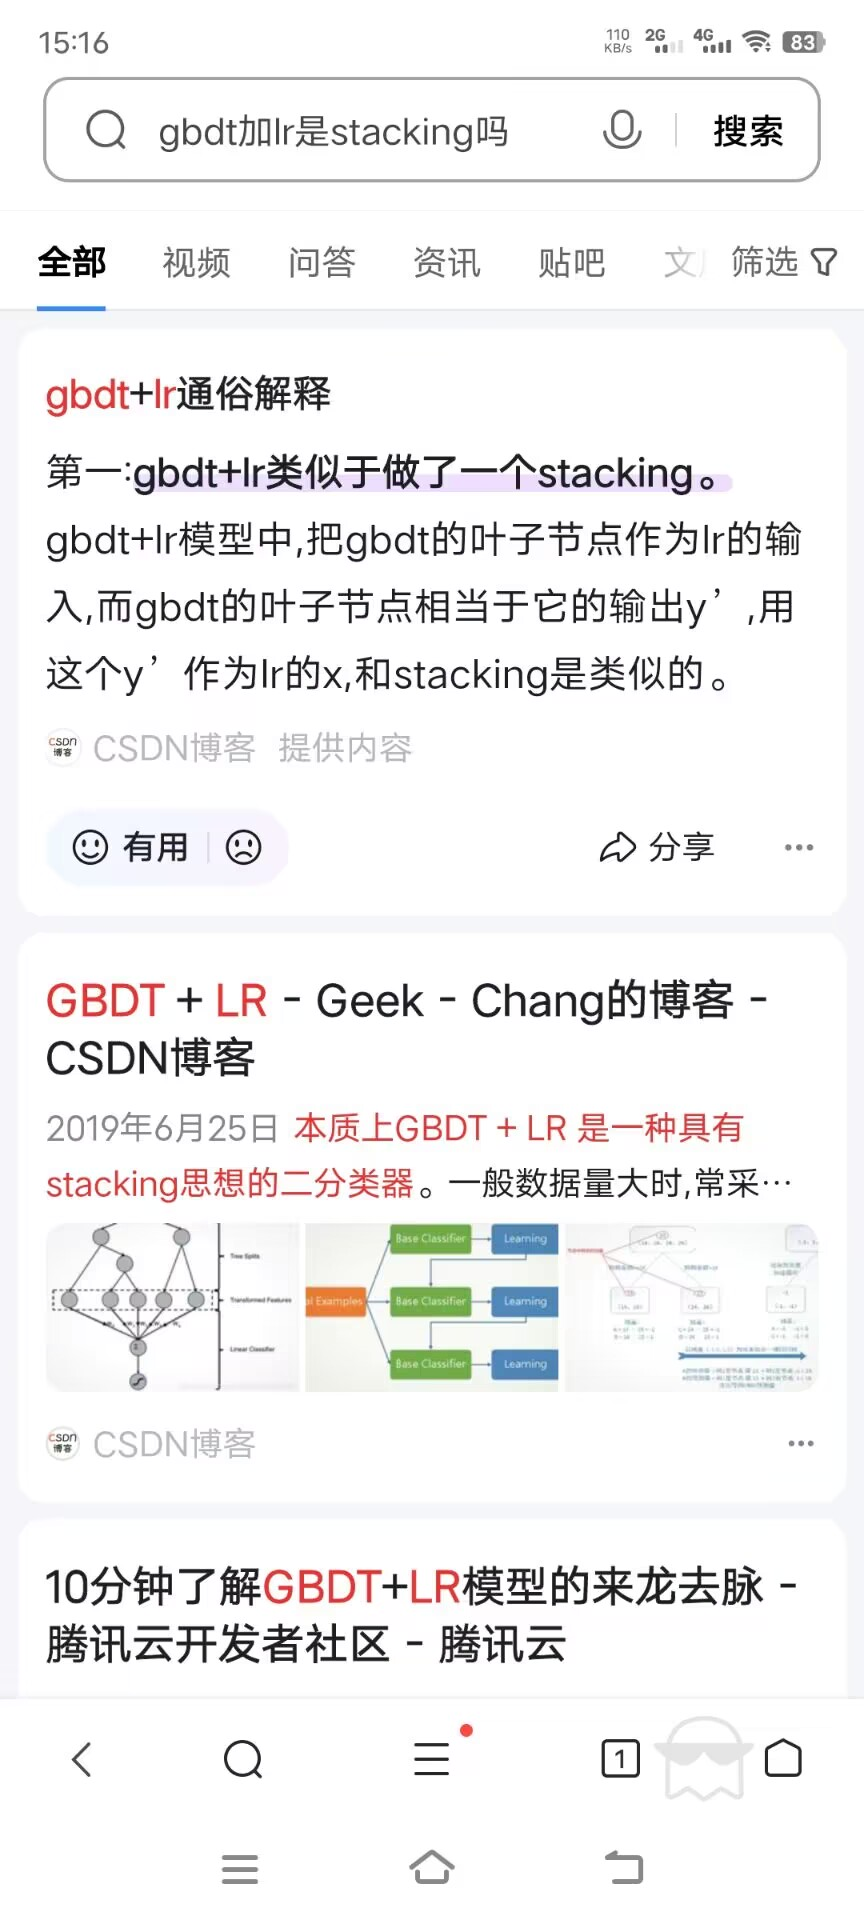 15:16
110 KB/s 2G 4G 83
gbdt加lr是stacking吗 搜索
全部 视频 问答 资讯 贴吧 筛选
gbdt+lr通俗解释
第一:gbdt+lr类似于做了一个stacking。
gbdt+lr模型中,把gbdt的叶子节点作为lr的输
入,而gbdt的叶子节点相当于它的输出y’,用
这个y’作为lr的x,和stacking是类似的。
CSDN博客 CSDN博客 提供内容
有用 分享
GBDT + LR - Geek - Chang的博客 -
CSDN博客
2019年6月25日 本质上GBDT + LR 是一种具有
stacking思想的二分类器。一般数据量大时,常采…
Tree Splits
Transformed Features
Linear Classifier
Base Classifier Learning
Examples Base Classifier Learning
Base Classifier Learning
CSDN博客 CSDN博客
10分钟了解GBDT+LR模型的来龙去脉 -
腾讯云开发者社区 - 腾讯云
1